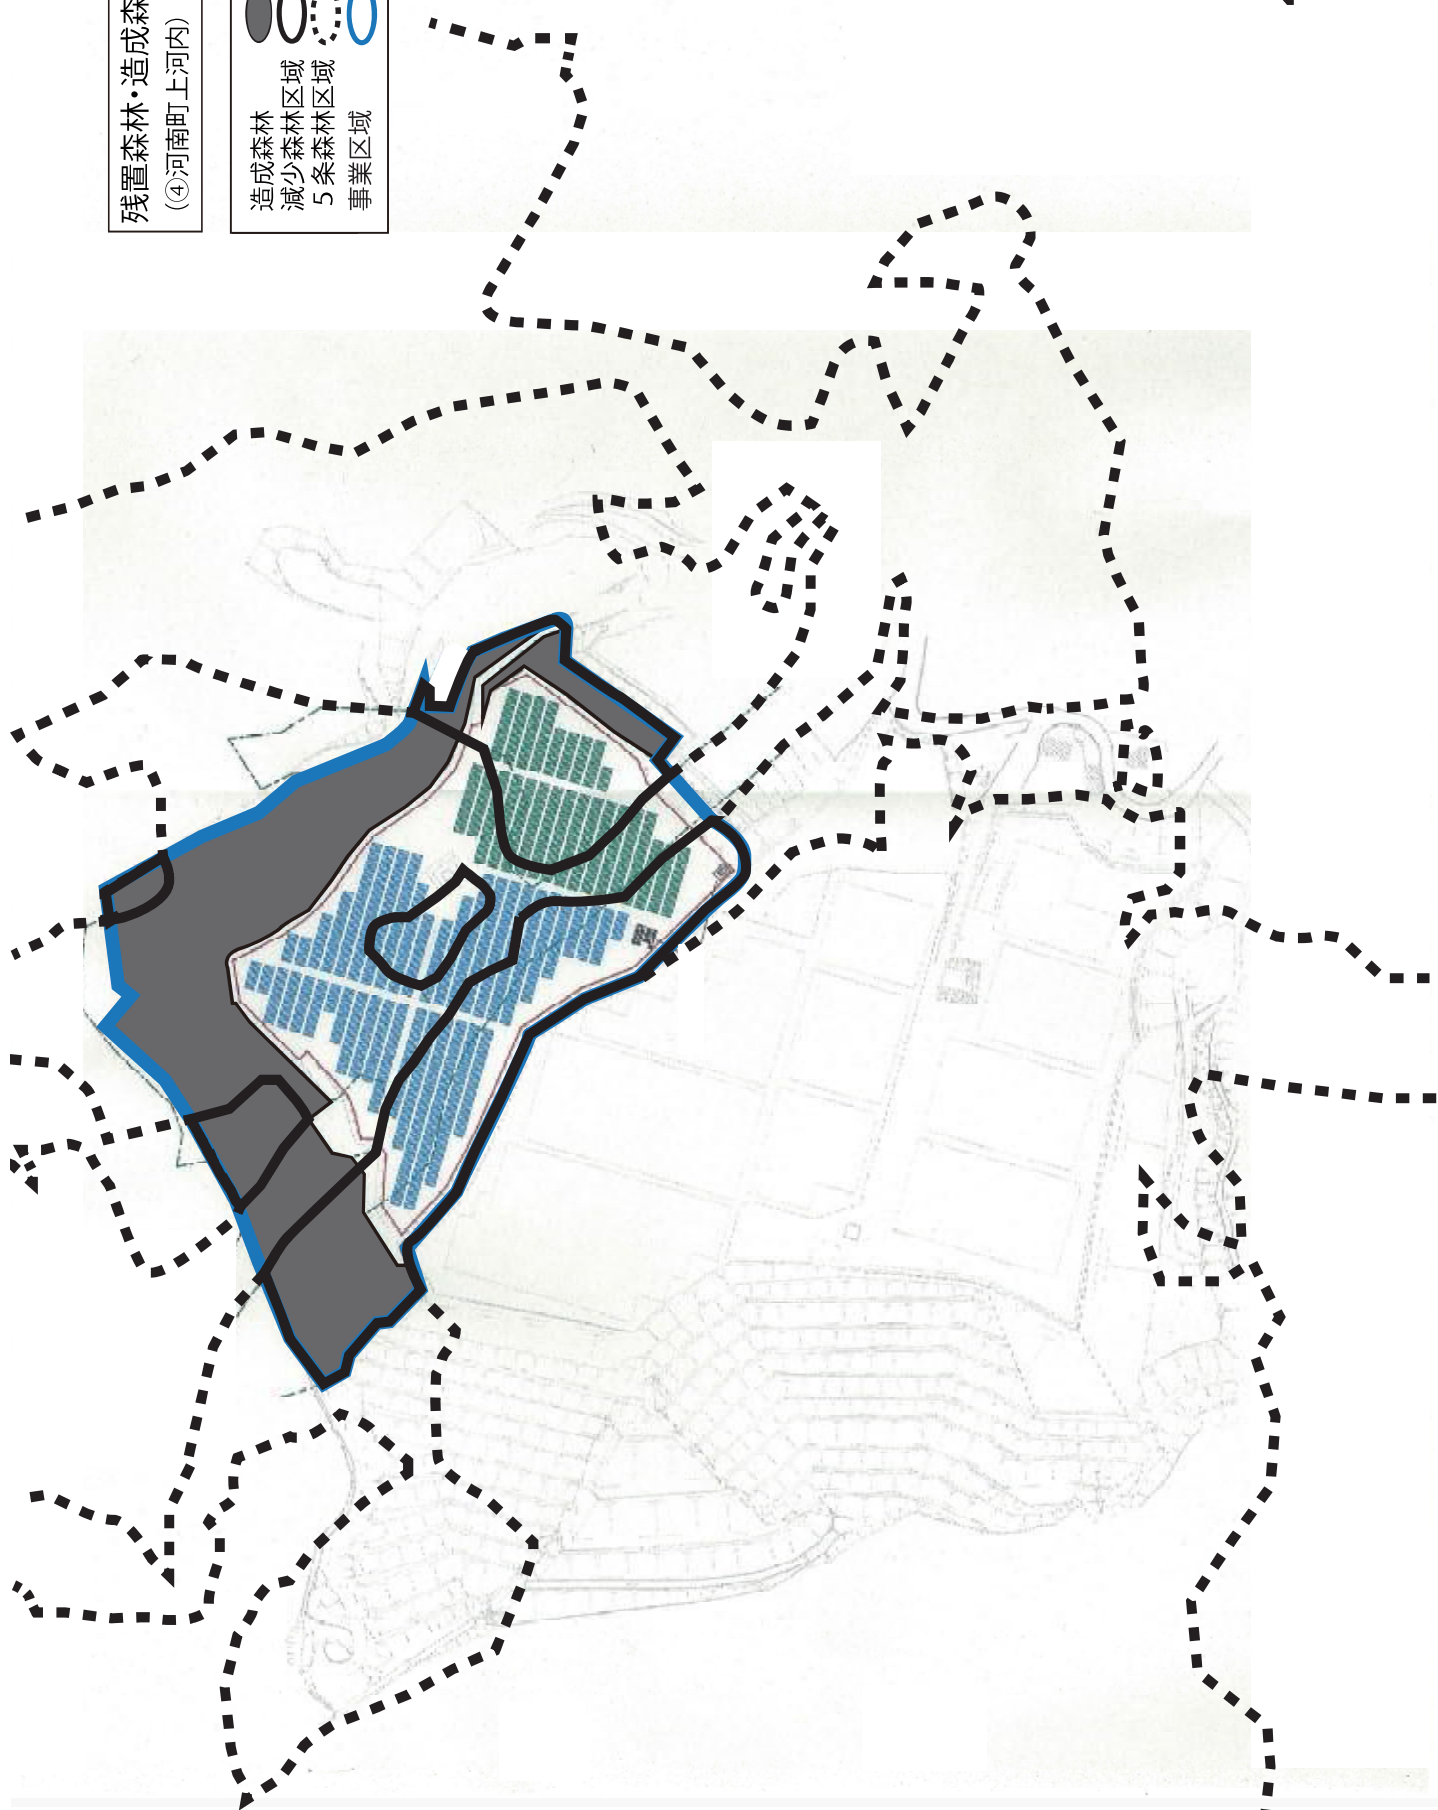 残置森林・造成森
(④河南町上河内)
造成森林
減少森林区域
5条森林区域
事業区域